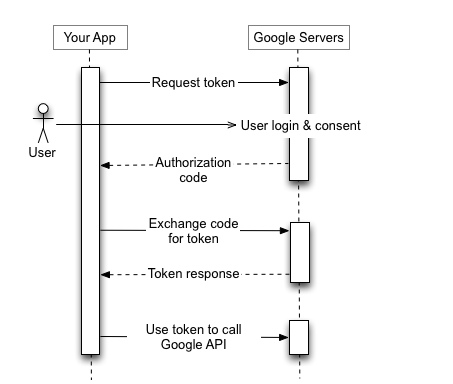 Your App
Google Servers
Request token
User login & consent
User
Authorization
code
Exchange code
for token
Token response
Use token to call
Google API